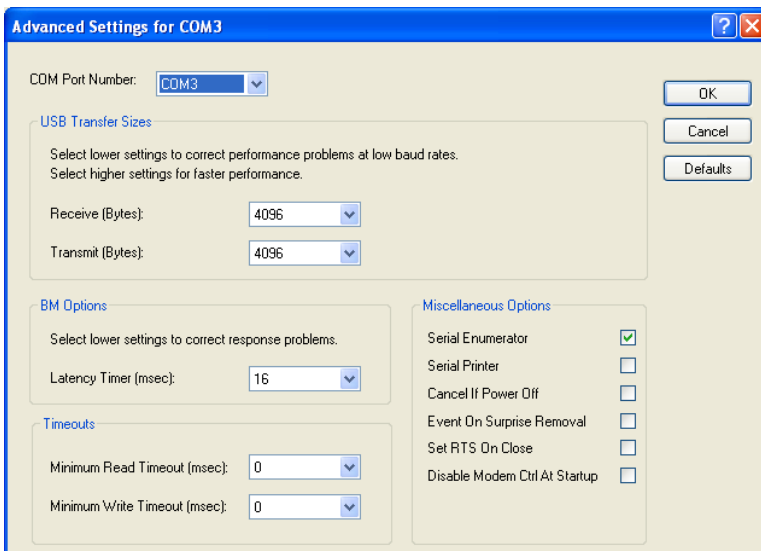 Advanced Settings for COM3
COM Port Number: COM3
OK
Cancel
Defaults
USB Transfer Sizes
Select lower settings to correct performance problems at low baud rates.
Select higher settings for faster performance.
Receive (Bytes): 4096
Transmit (Bytes): 4096
BM Options
Select lower settings to correct response problems.
Latency Timer (msec): 16
Timeouts
Minimum Read Timeout (msec): 0
Minimum Write Timeout (msec): 0
Miscellaneous Options
Serial Enumerator
Serial Printer
Cancel If Power Off
Event On Surprise Removal
Set RTS On Close
Disable Modem Ctrl At Startup